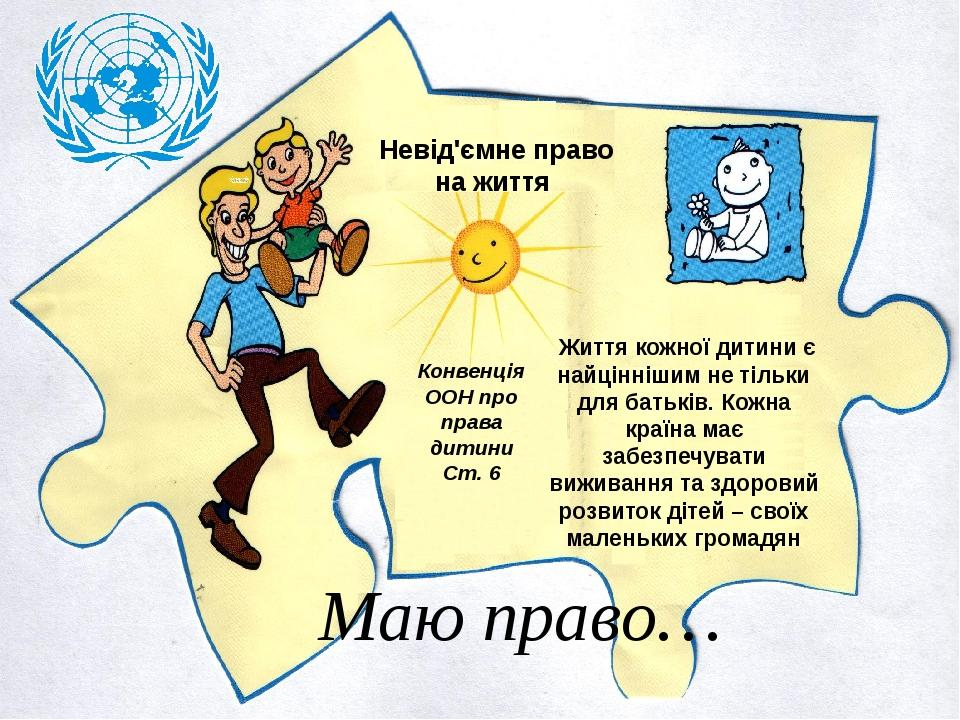 Невід'ємне право
на життя
Конвенція
ООН про
права
дитини
Ст. 6
Життя кожної дитини є
найціннішим не тільки
для батьків. Кожна
країна має
забезпечувати
виживання та здоровий
розвиток дітей – своїх
маленьких громадян
Маю право…